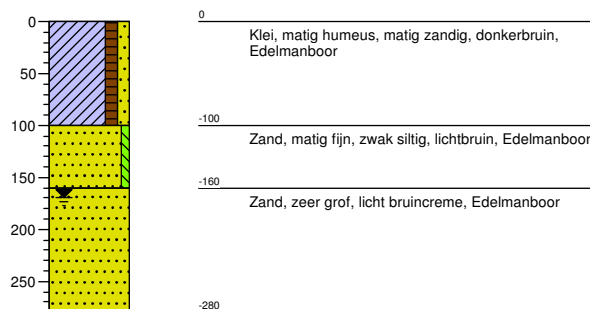 0
0
Klei, matig humeus, matig zandig, donkerbruin,
Edelmanboor
50
100
-100
Zand, matig fijn, zwak siltig, lichtbruin, Edelmanboor
150
-160
Zand, zeer grof, licht bruincreme, Edelmanboor
200
250
-280